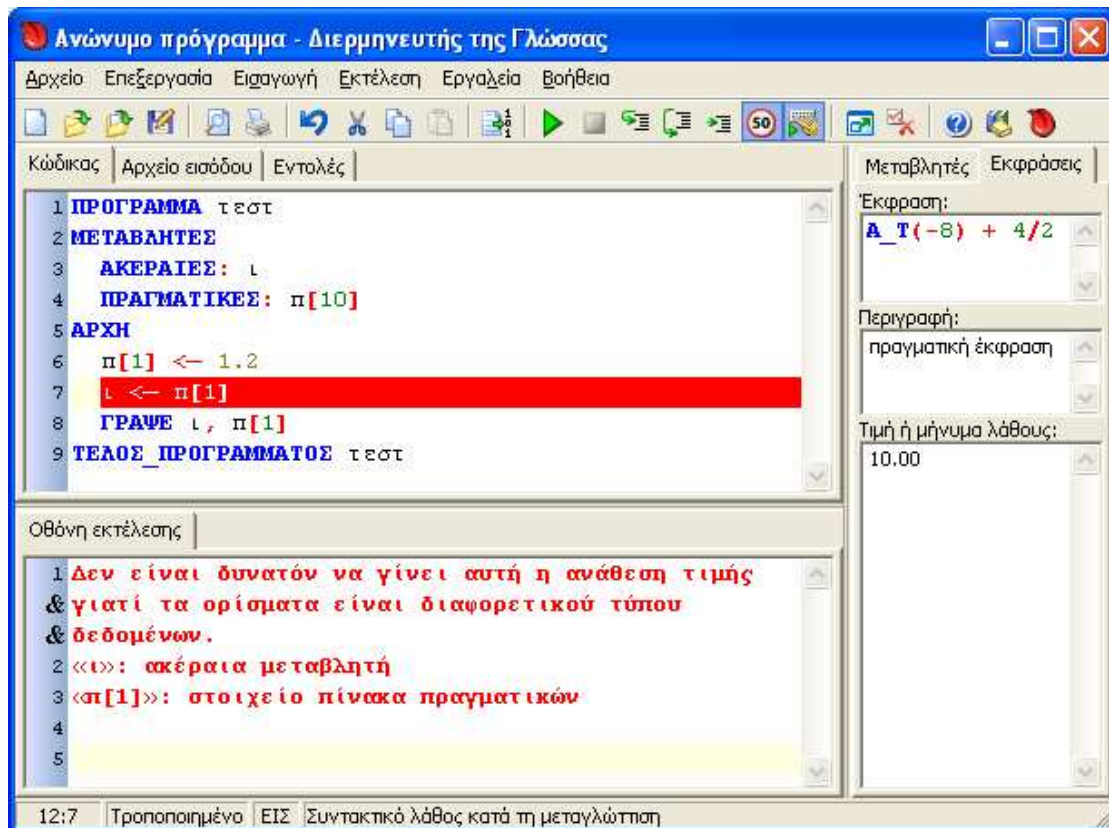 Ανώνυμο πρόγραμμα - Διερμηνευτής της Γλώσσας
Αρχείο Επεξεργασία Εισαγωγή Εκτέλεση Εργαλεία Βοήθεια
50
Κώδικας Αρχείο εισόδου Εντολές
1 ΠΡΟΓΡΑΜΜΑ τεστ
2 ΜΕΤΑΒΛΗΤΕΣ
3 ΑΚΕΡΑΙΕΣ: ι
4 ΠΡΑΓΜΑΤΙΚΕΣ: π[10]
5 ΑΡΧΗ
6 π[1] <- 1.2
7 ι <- π[1]
8 ΓΡΑΨΕ ι, π[1]
9 ΤΕΛΟΣ_ΠΡΟΓΡΑΜΜΑΤΟΣ τεστ
Μεταβλητές Εκφράσεις
Έκφραση:
Α_Τ(-8) + 4/2
Περιγραφή:
πραγματική έκφραση
Τιμή ή μήνυμα λάθους:
10.00
Οθόνη εκτέλεσης
1 Δεν είναι δυνατόν να γίνει αυτή η ανάθεση τιμής
& γιατί τα ορίσματα είναι διαφορετικού τύπου
& δεδομένων.
2 «ι»: ακέραια μεταβλητή
3 «π[1]»: στοιχείο πίνακα πραγματικών
4
5
12:7 Τροποποιημένο ΕΙΣ Συντακτικό λάθος κατά τη μεταγλώττιση